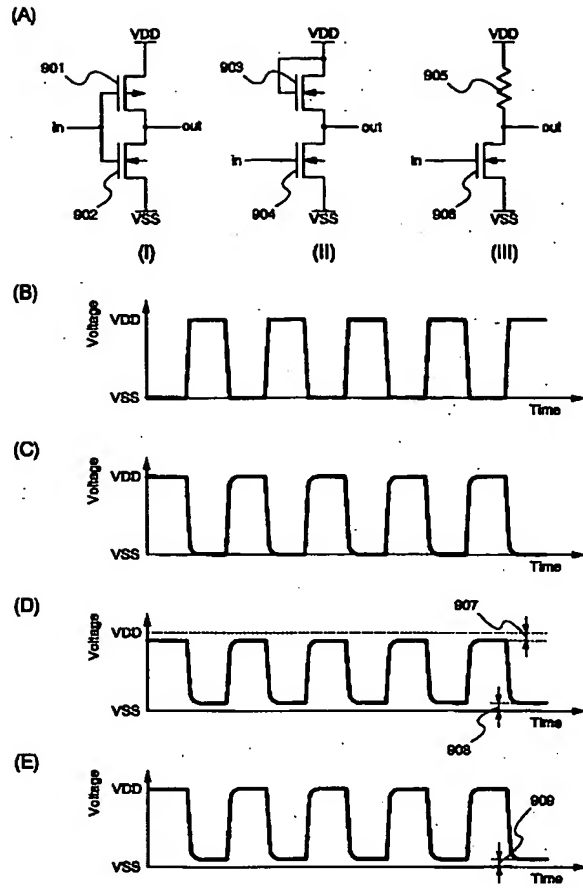 (A)
VDD VDD VDD
901 903 905
in out out out
in in
902 904 906
VSS VSS VSS
(I) (II) (III)
(B)
Voltage
VDD
VSS
Time
(C)
Voltage
VDD
VSS
Time
(D)
907
Voltage
VDD
VSS
Time
908
(E)
909
Voltage
VDD
VSS
Time